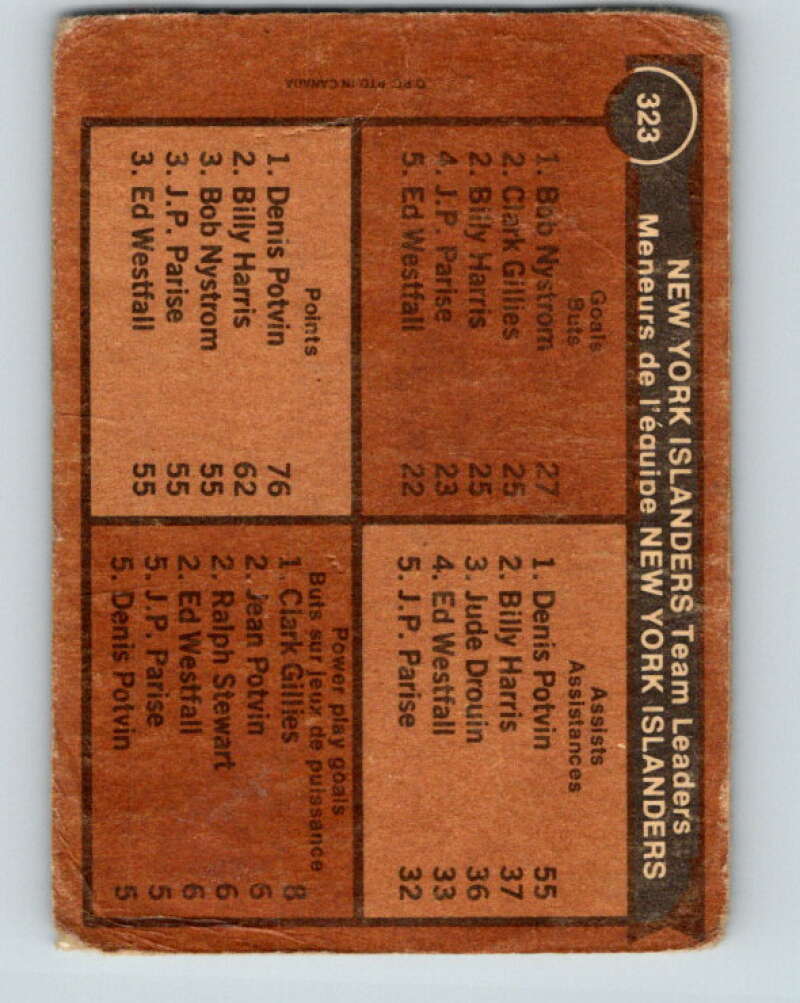 323
NEW YORK ISLANDERS Team Leaders
Meneurs de l'équipe NEW YORK ISLANDERS
Goals
Buts
1. Bob Nystrom 27
2. Clark Gillies 25
2. Billy Harris 25
4. J.P. Parise 23
5. Ed Westfall 22
Assists
Assistances
1. Denis Potvin 55
2. Billy Harris 37
3. Jude Drouin 36
4. Ed Westfall 33
5. J.P. Parise 32
Points
1. Denis Potvin 76
2. Billy Harris 62
3. Bob Nystrom 55
3. J.P. Parise 55
3. Ed Westfall 55
Power play goals
Buts sur jeux de puissance
1. Clark Gillies 8
2. Jean Potvin 6
2. Ralph Stewart 6
2. Ed Westfall 6
5. J.P. Parise 5
5. Denis Potvin 5
PTD. IN CANADA